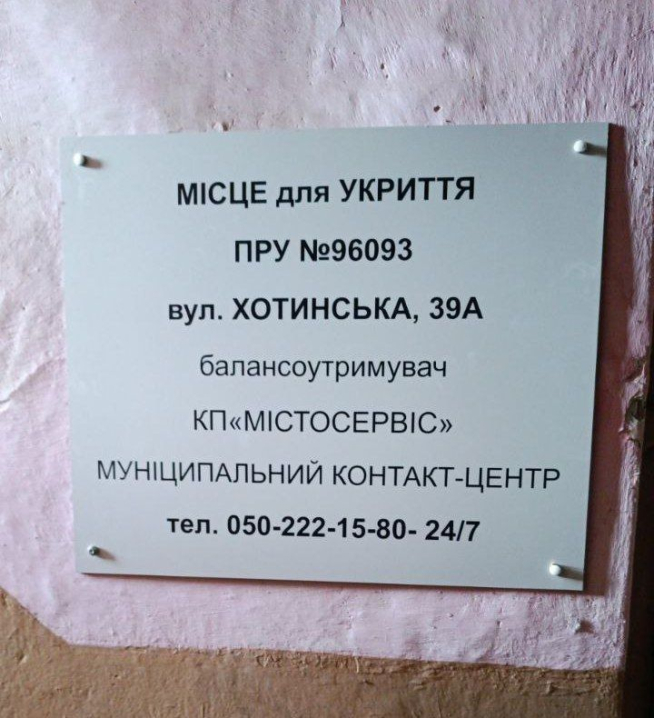 МІСЦЕ для УКРИТТЯ
ПРУ №96093
вул. ХОТИНСЬКА, 39А
балансоутримувач
КП«МІСТОСЕРВІС»
МУНІЦИПАЛЬНИЙ КОНТАКТ-ЦЕНТР
тел. 050-222-15-80- 24/7